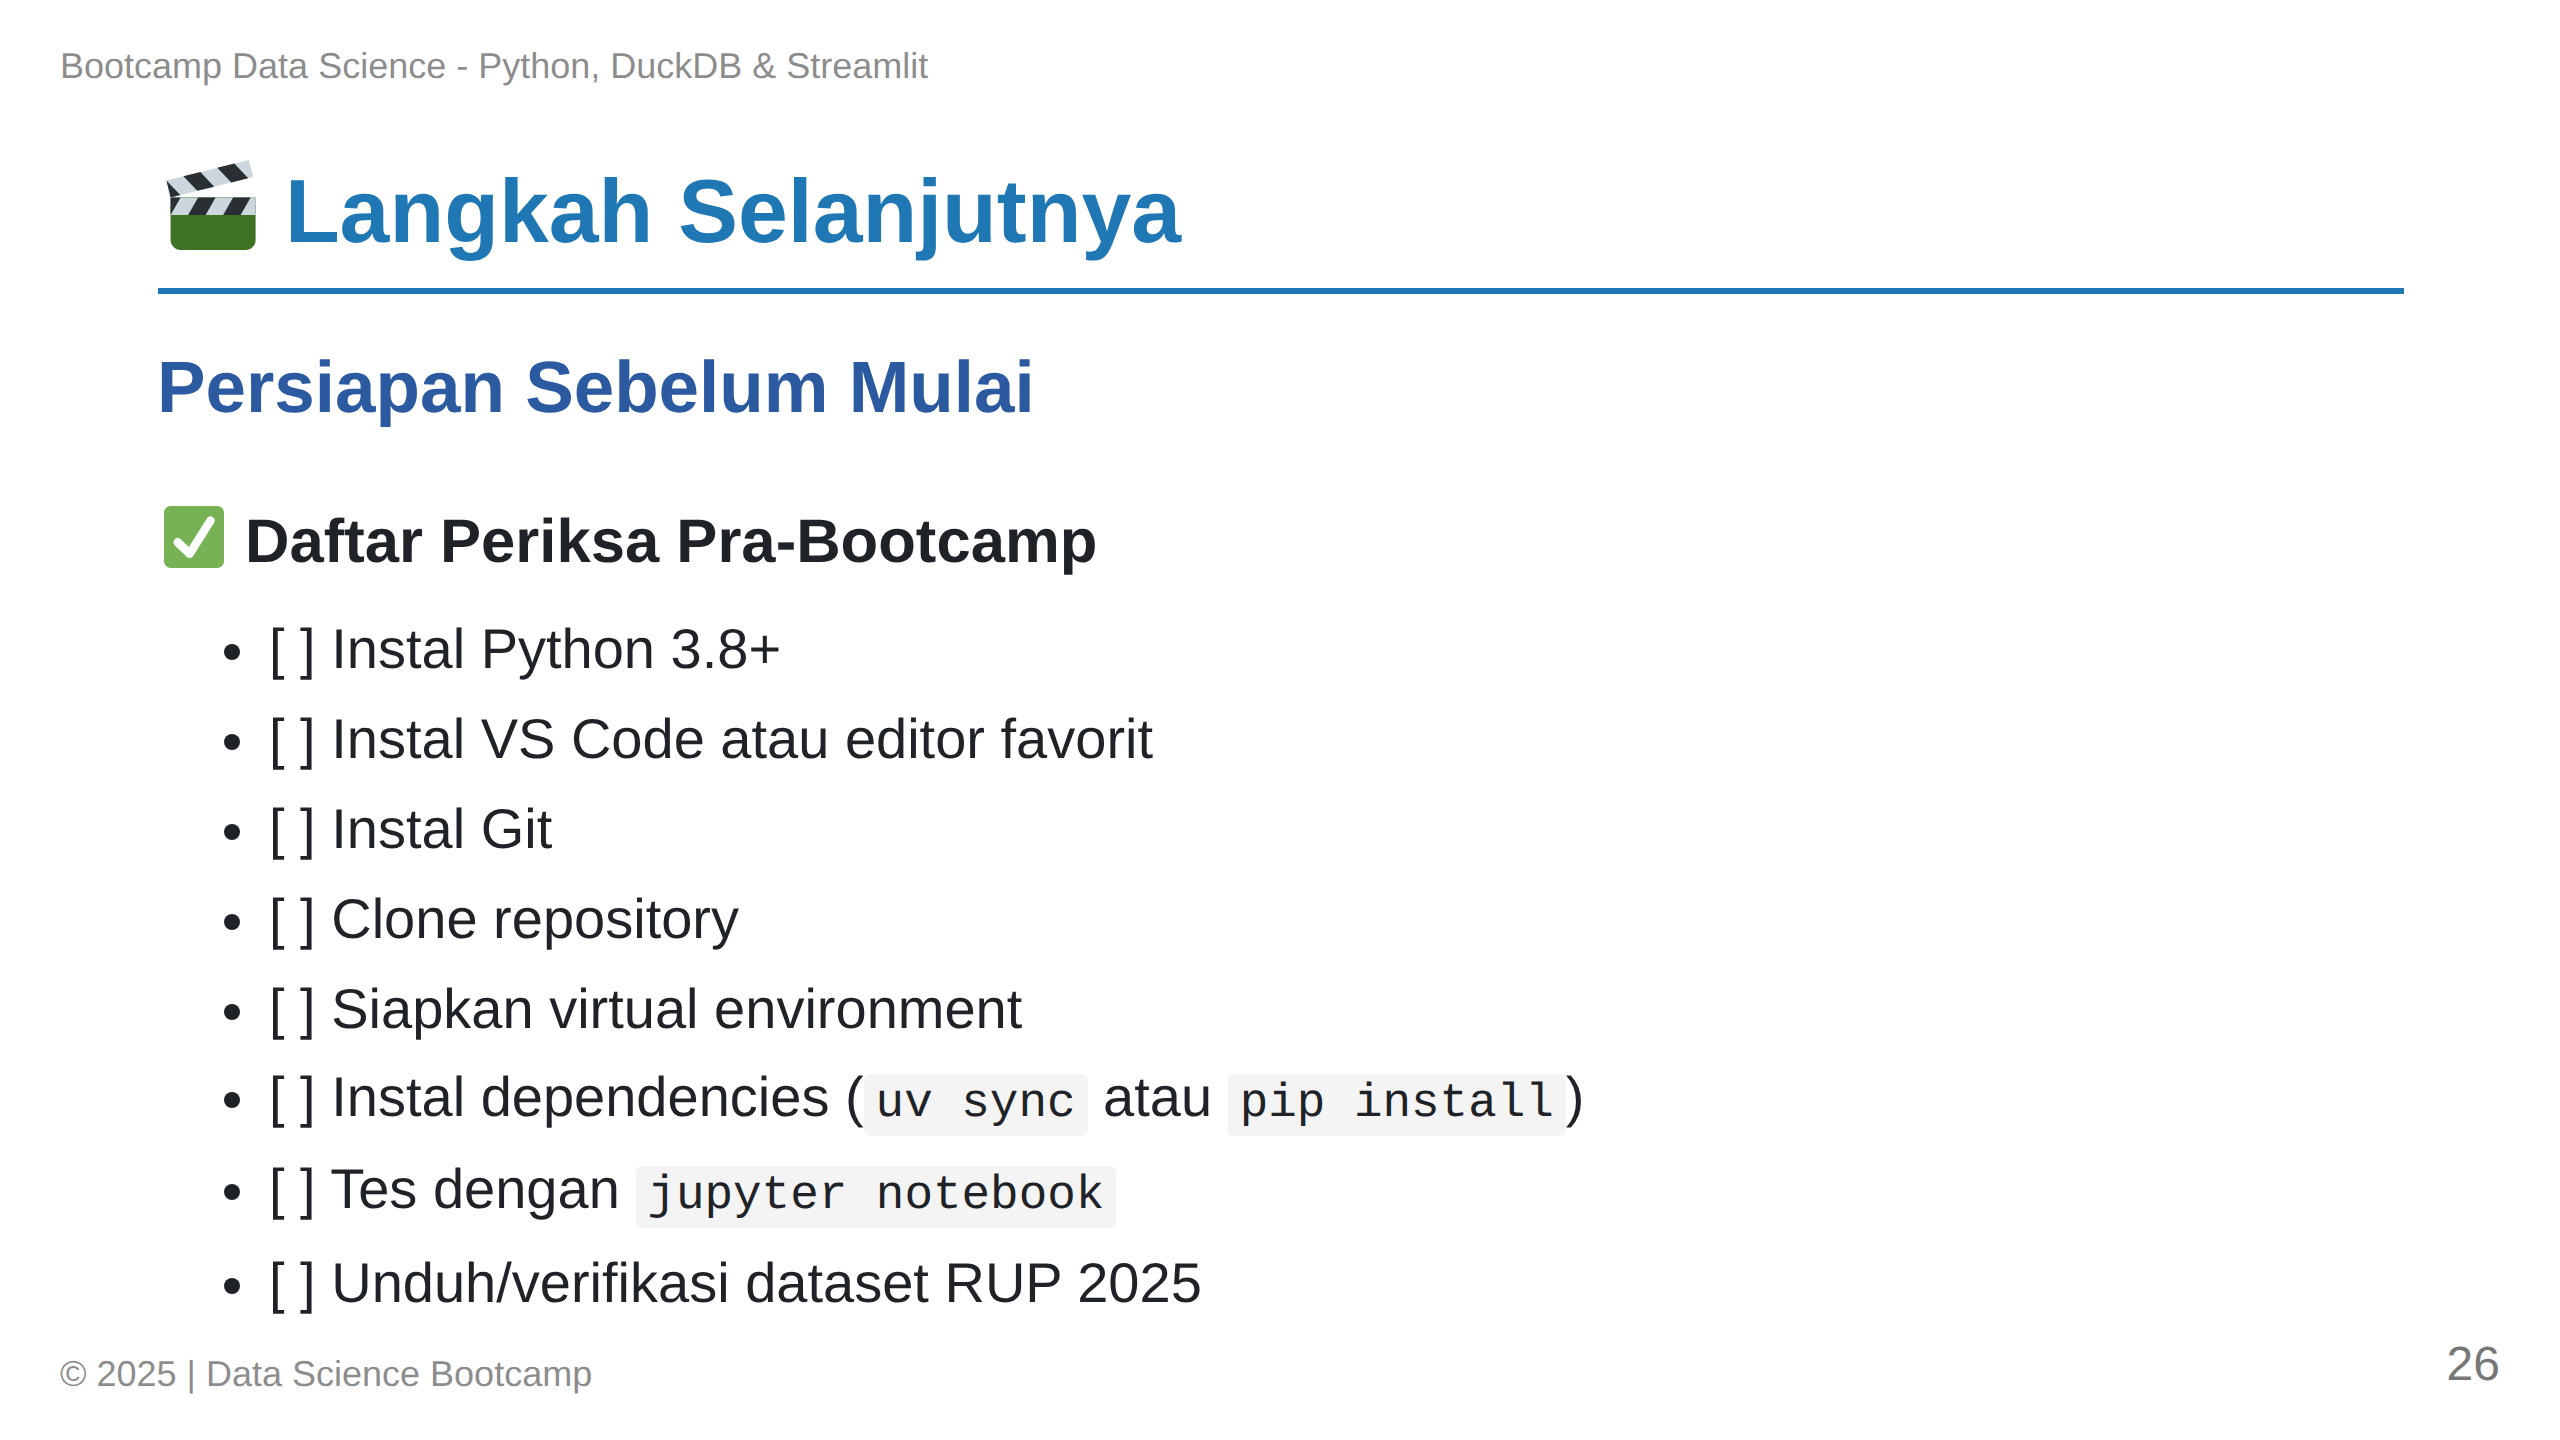 Bootcamp Data Science - Python, DuckDB & Streamlit
🎬 Langkah Selanjutnya
Persiapan Sebelum Mulai
✅ Daftar Periksa Pra-Bootcamp
• [ ] Instal Python 3.8+
• [ ] Instal VS Code atau editor favorit
• [ ] Instal Git
• [ ] Clone repository
• [ ] Siapkan virtual environment
• [ ] Instal dependencies (uv sync atau pip install)
• [ ] Tes dengan jupyter notebook
• [ ] Unduh/verifikasi dataset RUP 2025
© 2025 | Data Science Bootcamp
26